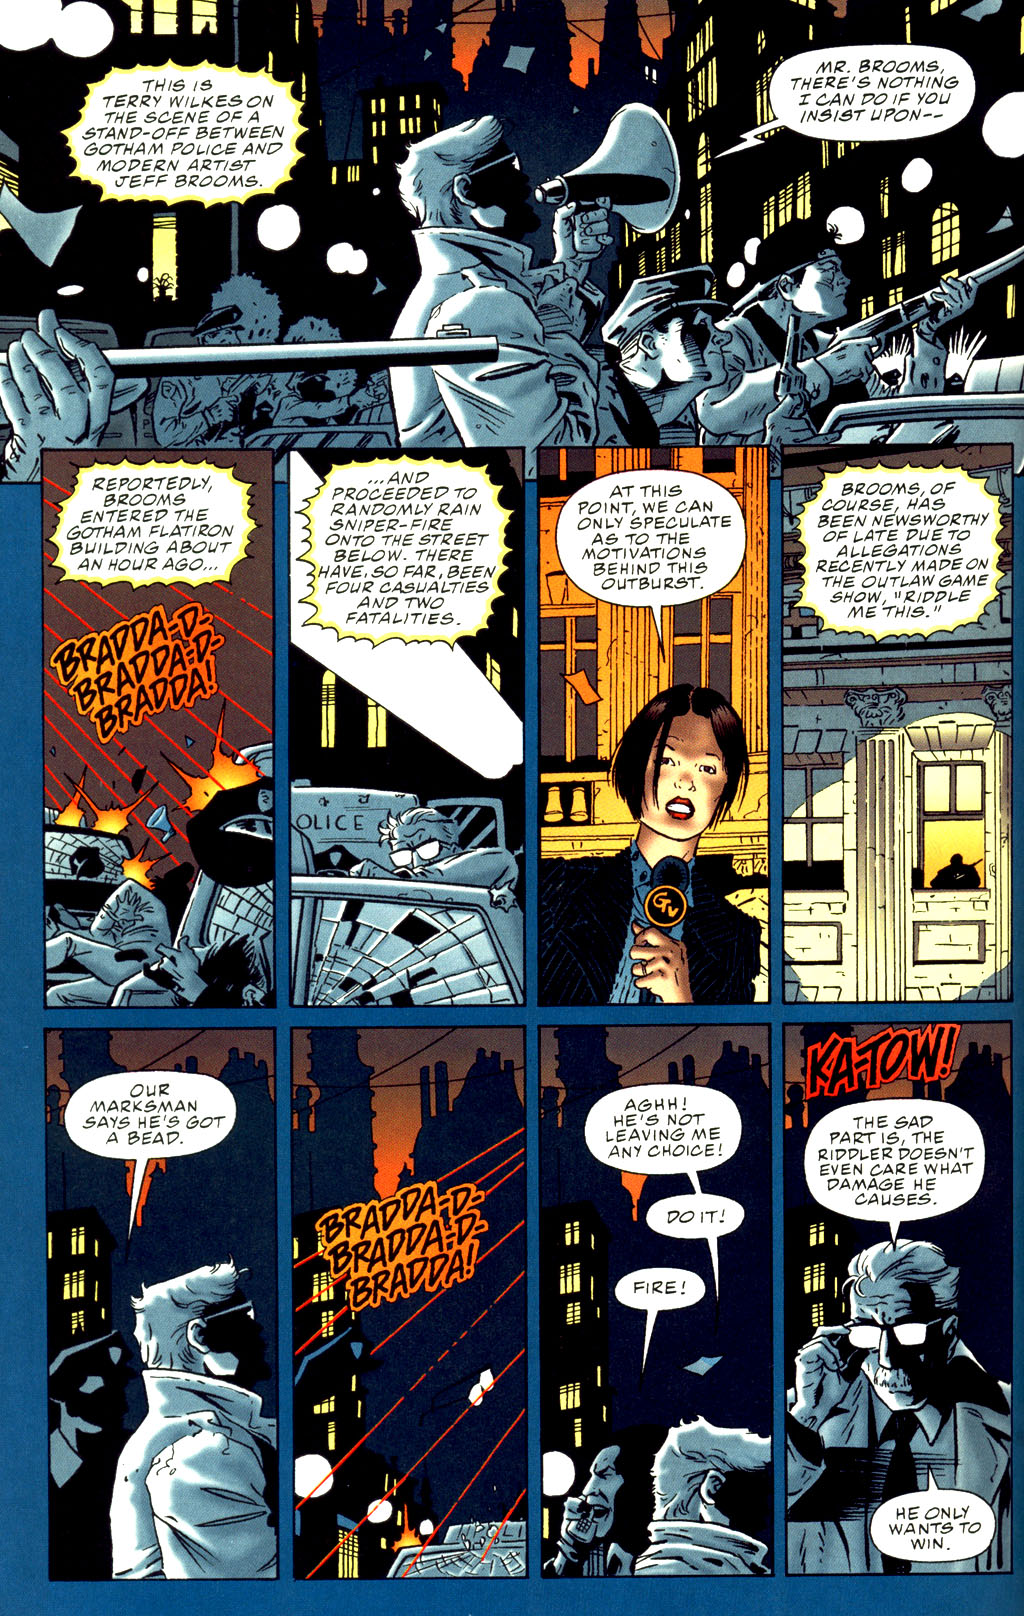 THIS IS
TERRY WILKES ON
THE SCENE OF A
STAND-OFF BETWEEN
GOTHAM POLICE AND
MODERN ARTIST
JEFF BROOMS.
MR. BROOMS,
THERE'S NOTHING
I CAN DO IF YOU
INSIST UPON--
REPORTEDLY,
BROOMS
ENTERED THE
GOTHAM FLATIRON
BUILDING ABOUT
AN HOUR AGO...
BRADDA-D-
BRADDA-D-
BRADDA!
...AND
PROCEEDED TO
RANDOMLY RAIN
SNIPER-FIRE
ONTO THE STREET
BELOW. THERE
HAVE, SO FAR, BEEN
FOUR CASUALTIES
AND TWO
FATALITIES.
OLICE
AT THIS
POINT, WE CAN
ONLY SPECULATE
AS TO THE
MOTIVATIONS
BEHIND THIS
OUTBURST.
GTV
BROOMS, OF
COURSE, HAS
BEEN NEWSWORTHY
OF LATE DUE TO
ALLEGATIONS
RECENTLY MADE ON
THE OUTLAW GAME
SHOW, "RIDDLE
ME THIS."
OUR
MARKSMAN
SAYS HE'S GOT
A BEAD.
BRADDA-D-
BRADDA-D-
BRADDA!
POLI
AGHH!
HE'S NOT
LEAVING ME
ANY CHOICE!
DO IT!
FIRE!
KA-TOW!
THE SAD
PART IS, THE
RIDDLER DOESN'T
EVEN CARE WHAT
DAMAGE HE
CAUSES.
HE ONLY
WANTS TO
WIN.